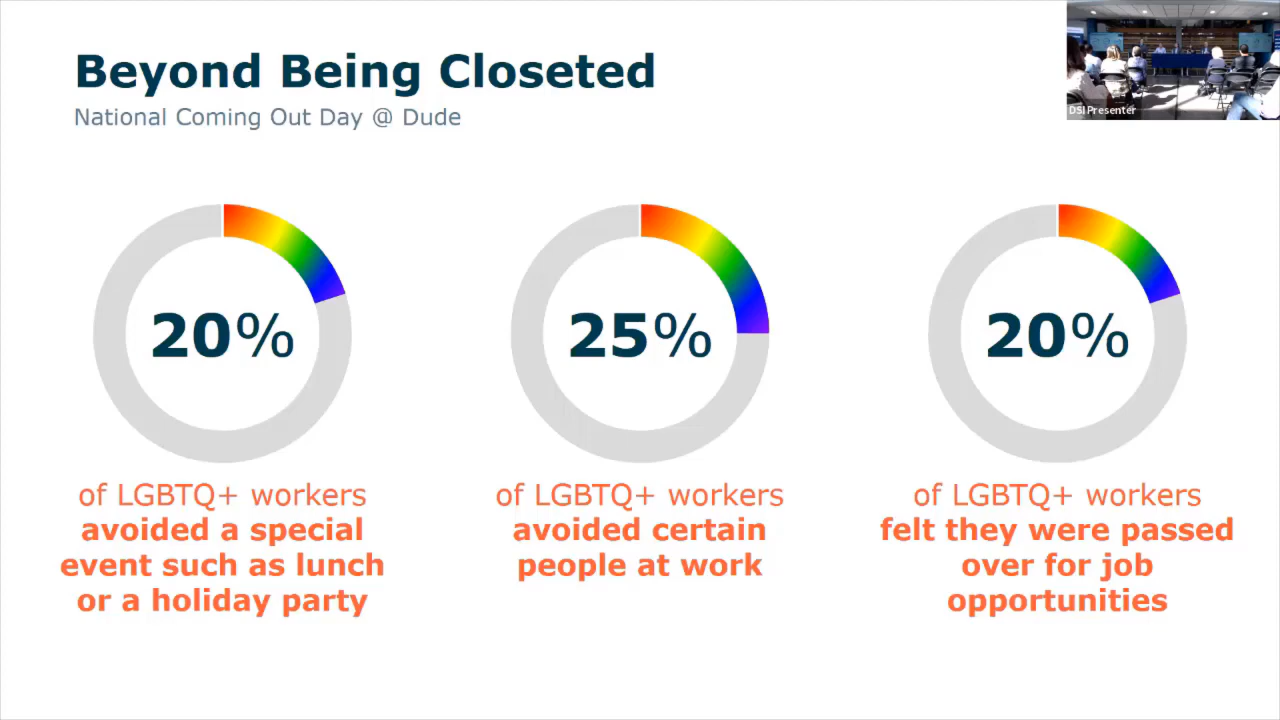 Beyond Being Closeted
National Coming Out Day @ Dude
DSI Presenter
20%
of LGBTQ+ workers
avoided a special
event such as lunch
or a holiday party
25%
of LGBTQ+ workers
avoided certain
people at work
20%
of LGBTQ+ workers
felt they were passed
over for job
opportunities